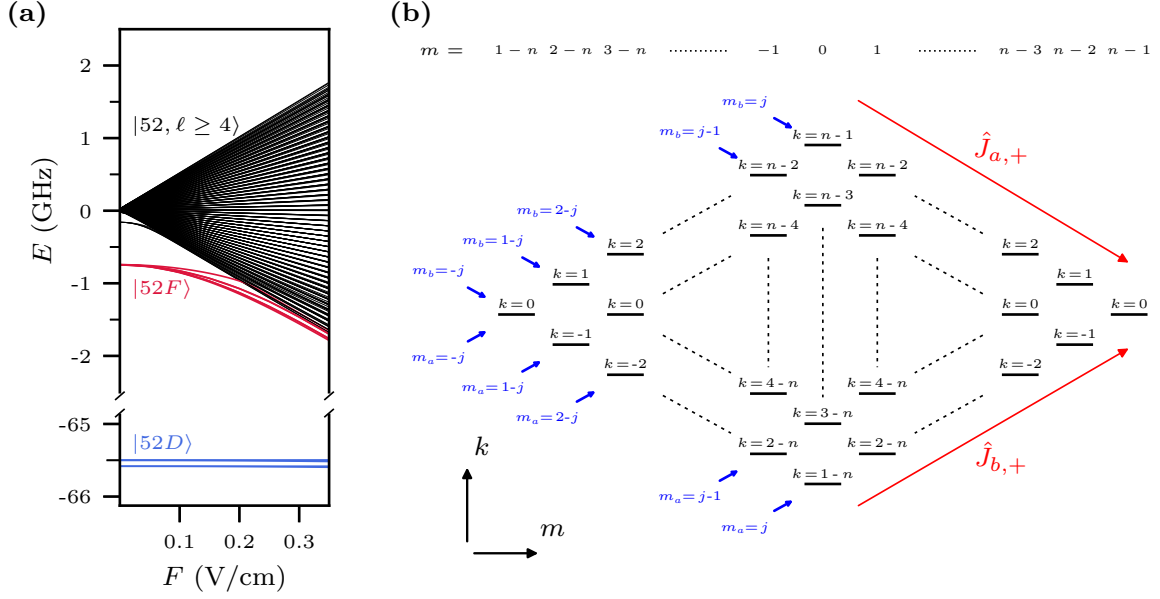 (a)
E (GHz)
2
1
0
-1
-2
-65
-66
|52, ℓ ≥ 4⟩
|52F⟩
|52D⟩
0.1 0.2 0.3
F (V/cm)
(b)
m = 1 - n 2 - n 3 - n ......... -1 0 1 ......... n - 3 n - 2 n - 1
m_b=j
k=n-1
m_b=j-1
k=n-2 k=n-2
k=n-3
k=n-4 k=n-4
m_b=2-j
k=2 k=2
m_b=1-j
k=1 k=1
m_b=-j
k=0 k=0 k=0 k=0
m_a=-j
k=-1 k=-1
m_a=1-j
k=-2 k=-2
m_a=2-j
k=4-n k=4-n
k=3-n
k=2-n k=2-n
m_a=j-1
k=1-n
m_a=j
Ĵ_{a,+}
Ĵ_{b,+}
k
m